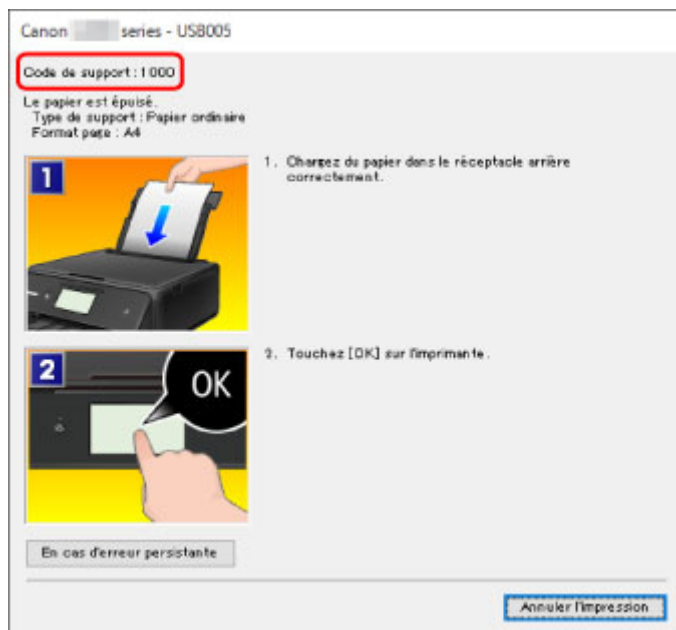 Canon series - USB005
Code de support : 1000
Le papier est épuisé.
Type de support : Papier ordinaire
Format page : A4
1
1. Chargez du papier dans le réceptacle arrière
correctement.
2
OK
2. Touchez [OK] sur l'imprimante.
En cas d'erreur persistante
Annuler l'impression